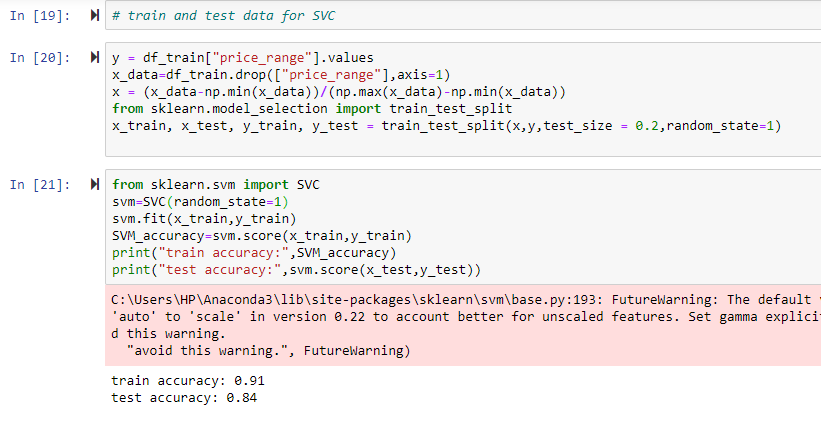 In [19]: # train and test data for SVC
In [20]: y = df_train["price_range"].values
x_data=df_train.drop(["price_range"],axis=1)
x = (x_data-np.min(x_data))/(np.max(x_data)-np.min(x_data))
from sklearn.model_selection import train_test_split
x_train, x_test, y_train, y_test = train_test_split(x,y,test_size = 0.2,random_state=1)
In [21]: from sklearn.svm import SVC
svm=SVC(random_state=1)
svm.fit(x_train,y_train)
SVM_accuracy=svm.score(x_train,y_train)
print("train accuracy:",SVM_accuracy)
print("test accuracy:",svm.score(x_test,y_test))
C:\Users\HP\Anaconda3\lib\site-packages\sklearn\svm\base.py:193: FutureWarning: The default
'auto' to 'scale' in version 0.22 to account better for unscaled features. Set gamma
d this warning.
"avoid this warning.", FutureWarning)
train accuracy: 0.91
test accuracy: 0.84